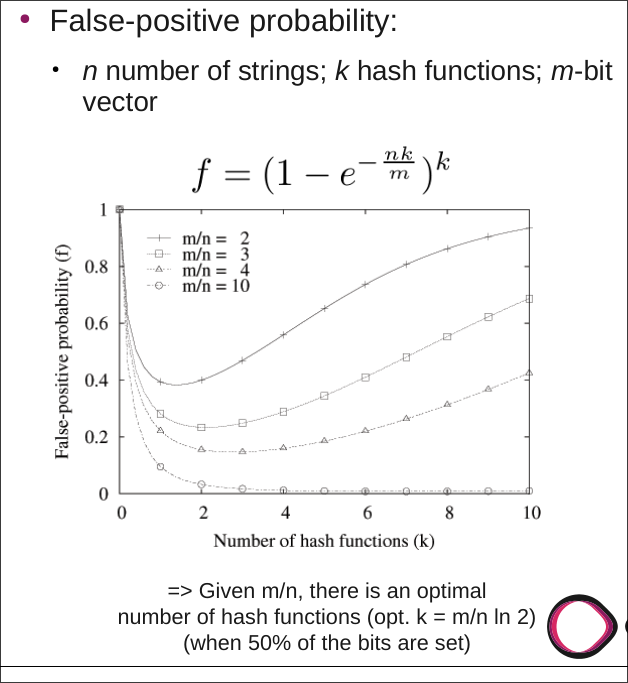 • False-positive probability:
• n number of strings; k hash functions; m-bit
vector
f = (1 − e^{−\frac{nk}{m}})^k
1
0.8
0.6
0.4
0.2
0
False-positive probability (f)
m/n = 2
m/n = 3
m/n = 4
m/n = 10
0 2 4 6 8 10
Number of hash functions (k)
=> Given m/n, there is an optimal
number of hash functions (opt. k = m/n ln 2)
(when 50% of the bits are set)